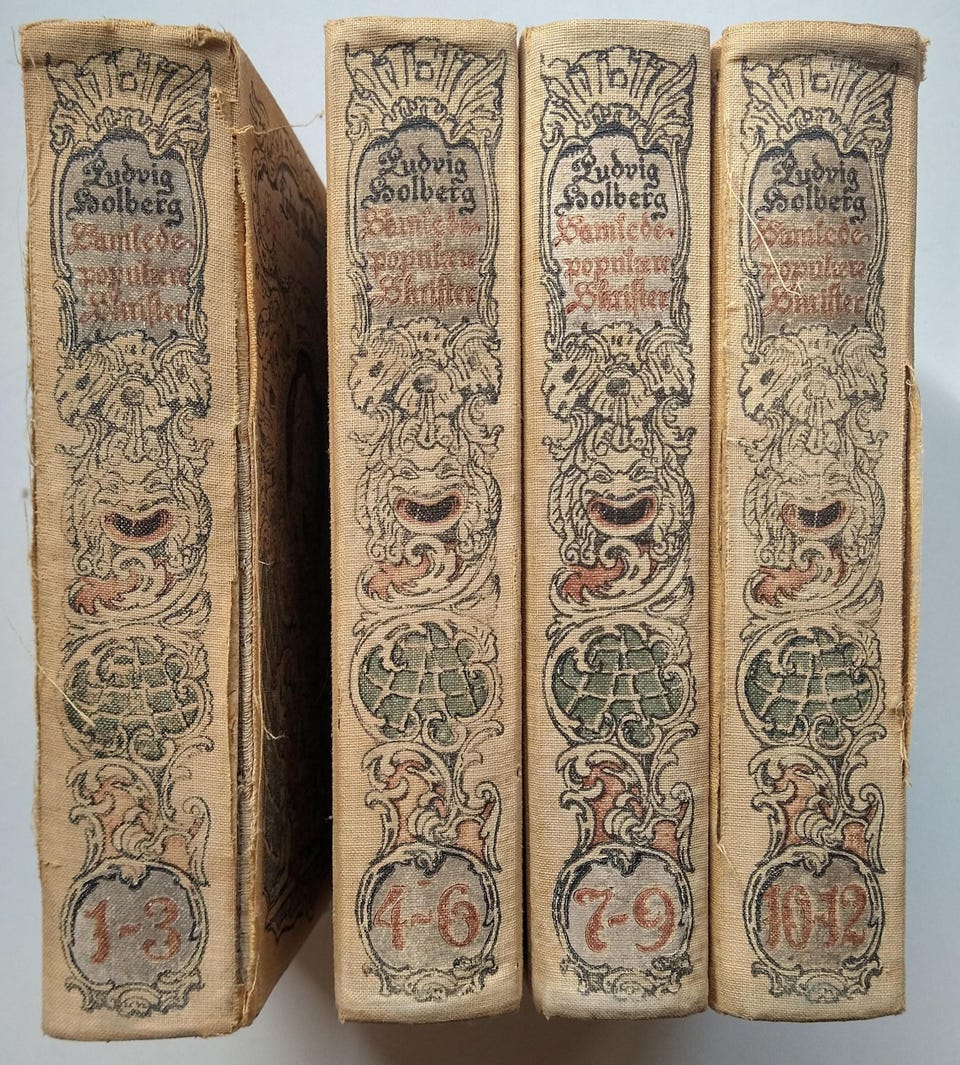 Ludvig
Holberg
Samlede
populære
Skrifter
1-3
Ludvig
Holberg
Samlede
populære
Skrifter
4-6
Ludvig
Holberg
Samlede
populære
Skrifter
7-9
Ludvig
Holberg
Samlede
populære
Skrifter
10-12